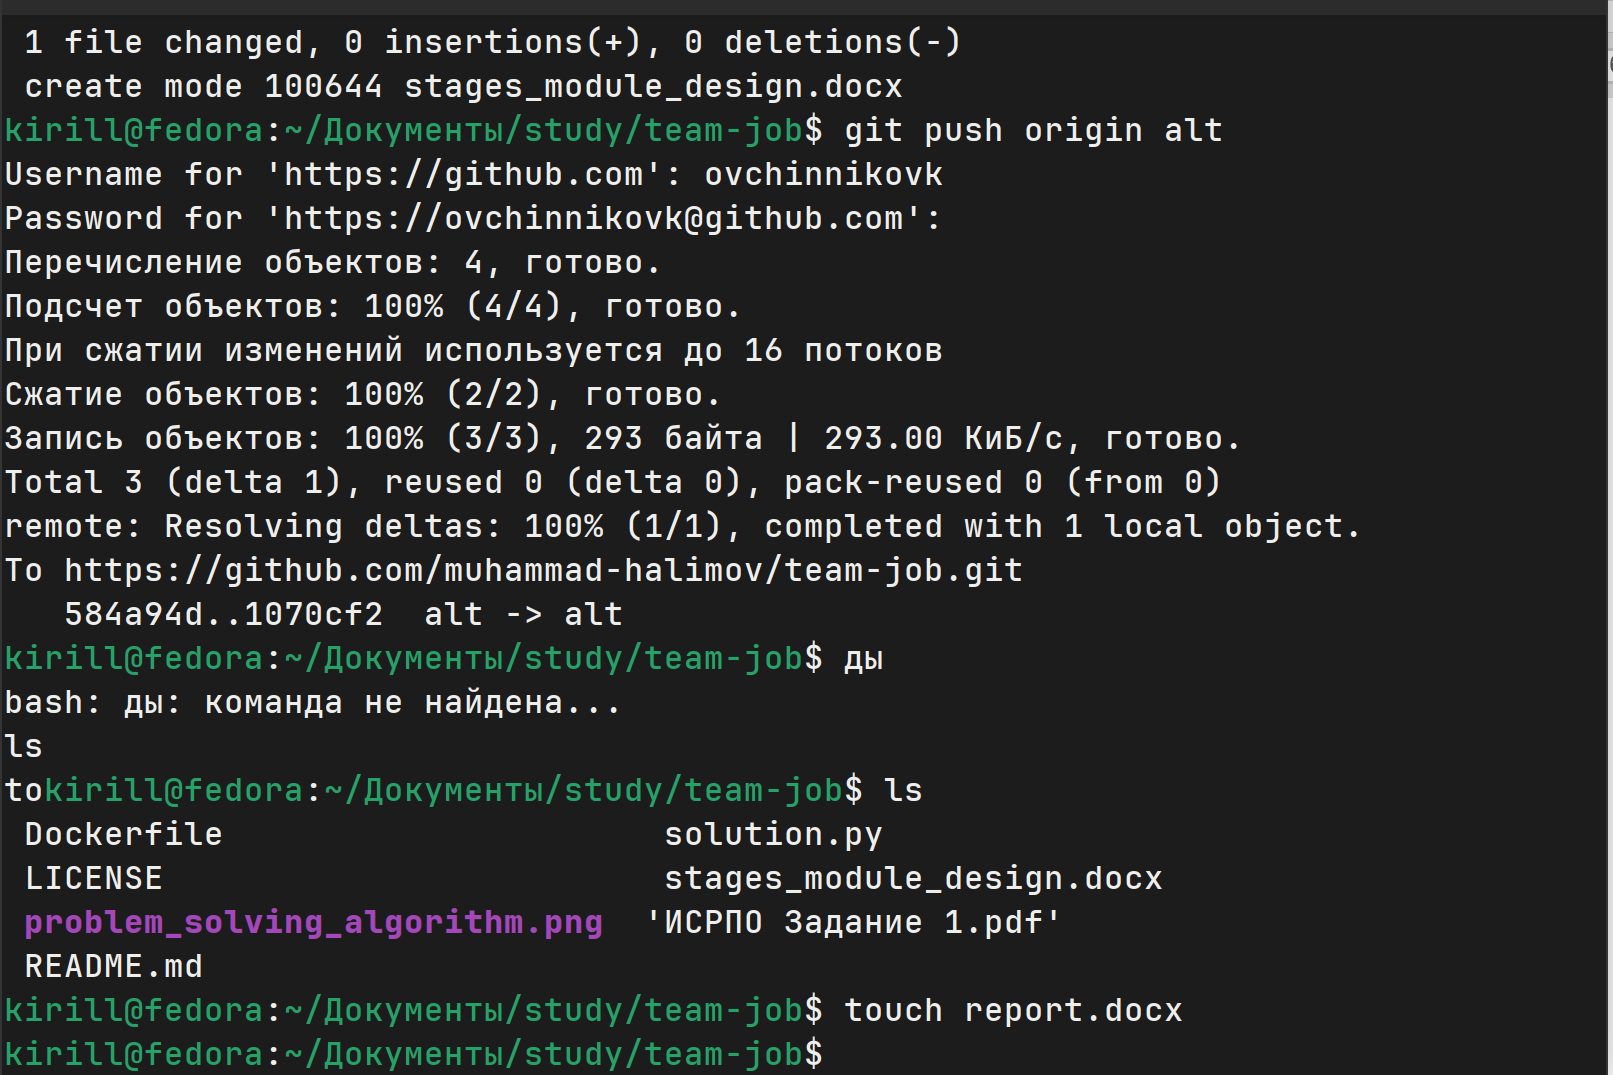 1 file changed, 0 insertions(+), 0 deletions(-)
create mode 100644 stages_module_design.docx
kirill@fedora:~/Документы/study/team-job$ git push origin alt
Username for 'https://github.com': ovchinnikovk
Password for 'https://ovchinnikovk@github.com':
Перечисление объектов: 4, готово.
Подсчет объектов: 100% (4/4), готово.
При сжатии изменений используется до 16 потоков
Сжатие объектов: 100% (2/2), готово.
Запись объектов: 100% (3/3), 293 байта | 293.00 КиБ/с, готово.
Total 3 (delta 1), reused 0 (delta 0), pack-reused 0 (from 0)
remote: Resolving deltas: 100% (1/1), completed with 1 local object.
To https://github.com/muhammad-halimov/team-job.git
584a94d..1070cf2  alt -> alt
kirill@fedora:~/Документы/study/team-job$ ды
bash: ды: команда не найдена...
ls
tokirill@fedora:~/Документы/study/team-job$ ls
Dockerfile solution.py
LICENSE stages_module_design.docx
problem_solving_algorithm.png 'ИСРПО Задание 1.pdf'
README.md
kirill@fedora:~/Документы/study/team-job$ touch report.docx
kirill@fedora:~/Документы/study/team-job$